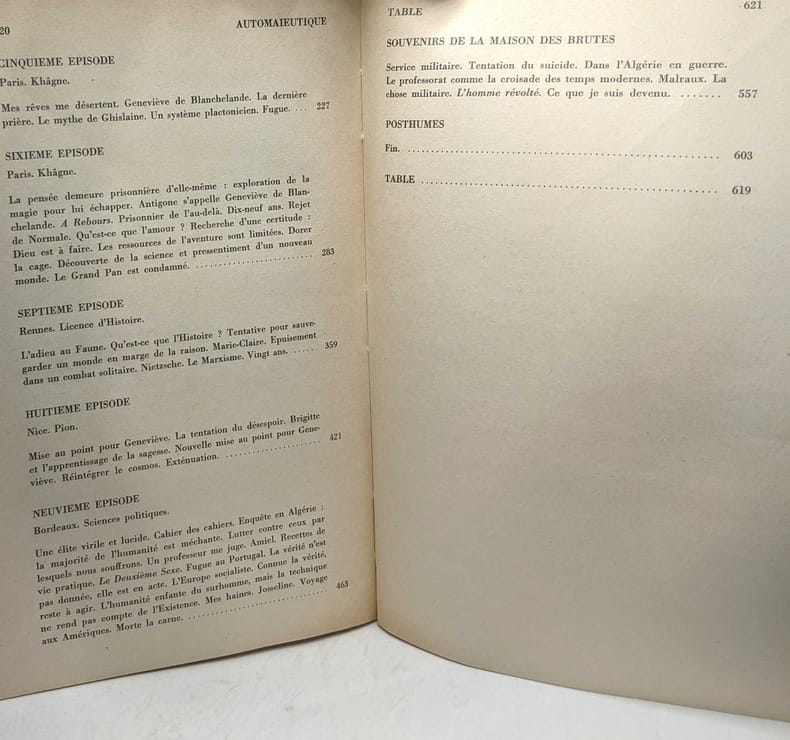 20
AUTOMAIEUTIQUE
CINQUIEME EPISODE
Paris. Khâgne.
Mes rêves me désertent. Geneviève de Blanchelande. La dernière
prière. Le mythe de Ghislaine. Un système plactonicien. Fugue. ... 227
SIXIEME EPISODE
Paris. Khâgne.
La pensée demeure prisonnière d'elle-même : exploration de la
magie pour lui échapper. Antigone s'appelle Geneviève de Blan-
chelande. A Rebours. Prisonnier de l'au-delà. Dix-neuf ans. Rejet
de Normale. Qu'est-ce que l'amour ? Recherche d'une certitude :
Dieu est à faire. Les ressources de l'aventure sont limitées. Dorer
la cage. Découverte de la science et pressentiment d'un nouveau
monde. Le Grand Pan est condamné. ........................ 283
SEPTIEME EPISODE
Rennes. Licence d'Histoire.
L'adieu au Faune. Qu'est-ce que l'Histoire ? Tentative pour sauve-
garder un monde en marge de la raison. Marie-Claire. Epuisement
dans un combat solitaire. Nietzsche. Le Marxisme. Vingt ans. ...... 359
HUITIEME EPISODE
Nice. Pion.
Mise au point pour Geneviève. La tentation du désespoir. Brigitte
et l'apprentissage de la sagesse. Nouvelle mise au point pour Gene-
viève. Réintégrer le cosmos. Exténuation. .................... 421
NEUVIEME EPISODE
Bordeaux. Sciences politiques.
Une élite virile et lucide. Cahier des cahiers. Enquête en Algérie :
la majorité de l'humanité est méchante. Lutter contre ceux par
lesquels nous souffrons. Un professeur me juge. Amiel. Recettes de
vie pratique. Le Deuxième Sexe. Fugue au Portugal. La vérité n'est
pas donnée, elle est en acte. L'Europe socialiste. Connue la vérité,
reste à agir. L'humanité enfante du surhomme, mais la technique
ne rend pas compte de l'Existence. Mes haines. Josseline. Voyage
aux Amériques. Morte la carne. ............................ 463
TABLE
621
SOUVENIRS DE LA MAISON DES BRUTES
Service militaire. Tentation du suicide. Dans l'Algérie en guerre.
Le professorat comme la croisade des temps modernes. Malraux. La
chose militaire. L'homme révolté. Ce que je suis devenu. ....... 557
POSTHUMES
Fin. .................................................. 603
TABLE .................................................. 619